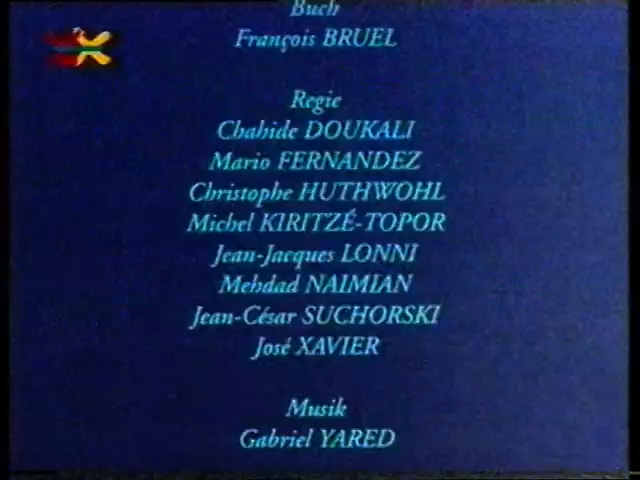 Buch
François BRUEL
Regie
Chahide DOUKALI
Mario FERNANDEZ
Christophe HUTHWOHL
Michel KIRITZÉ-TOPOR
Jean-Jacques LONNI
Mehdad NAIMIAN
Jean-César SUCHORSKI
José XAVIER
Musik
Gabriel YARED